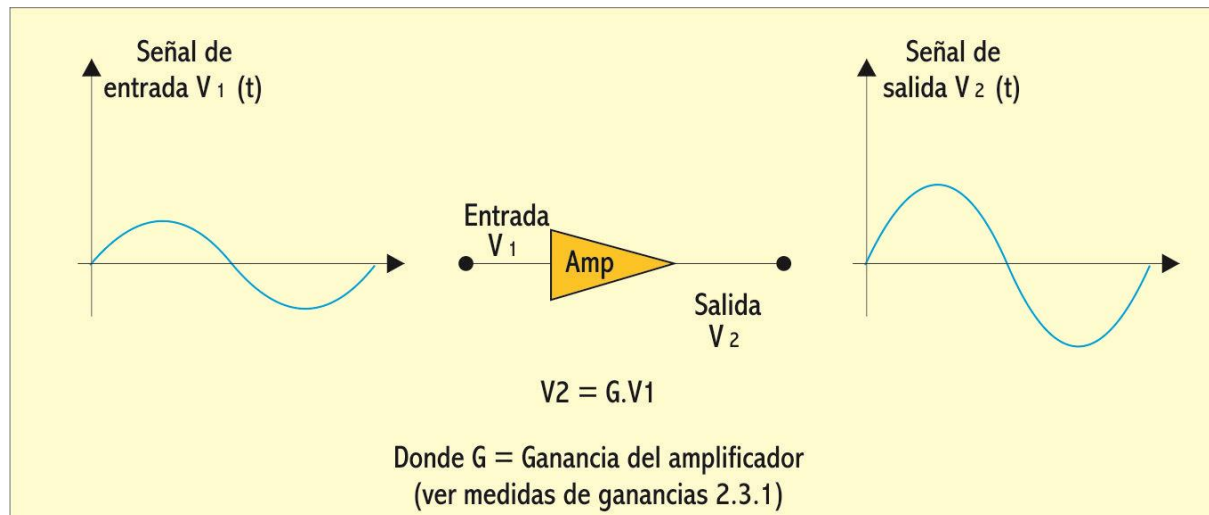 Señal de
entrada V 1 (t)
Entrada
V 1
Amp
Salida
V 2
Señal de
salida V 2 (t)
V2 = G.V1
Donde G = Ganancia del amplificador
(ver medidas de ganancias 2.3.1)